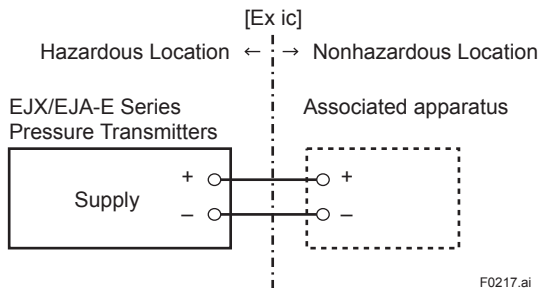 [Ex ic]
Hazardous Location ← → Nonhazardous Location
EJX/EJA-E Series
Pressure Transmitters
Associated apparatus
Supply
+
–
+
–
F0217.ai